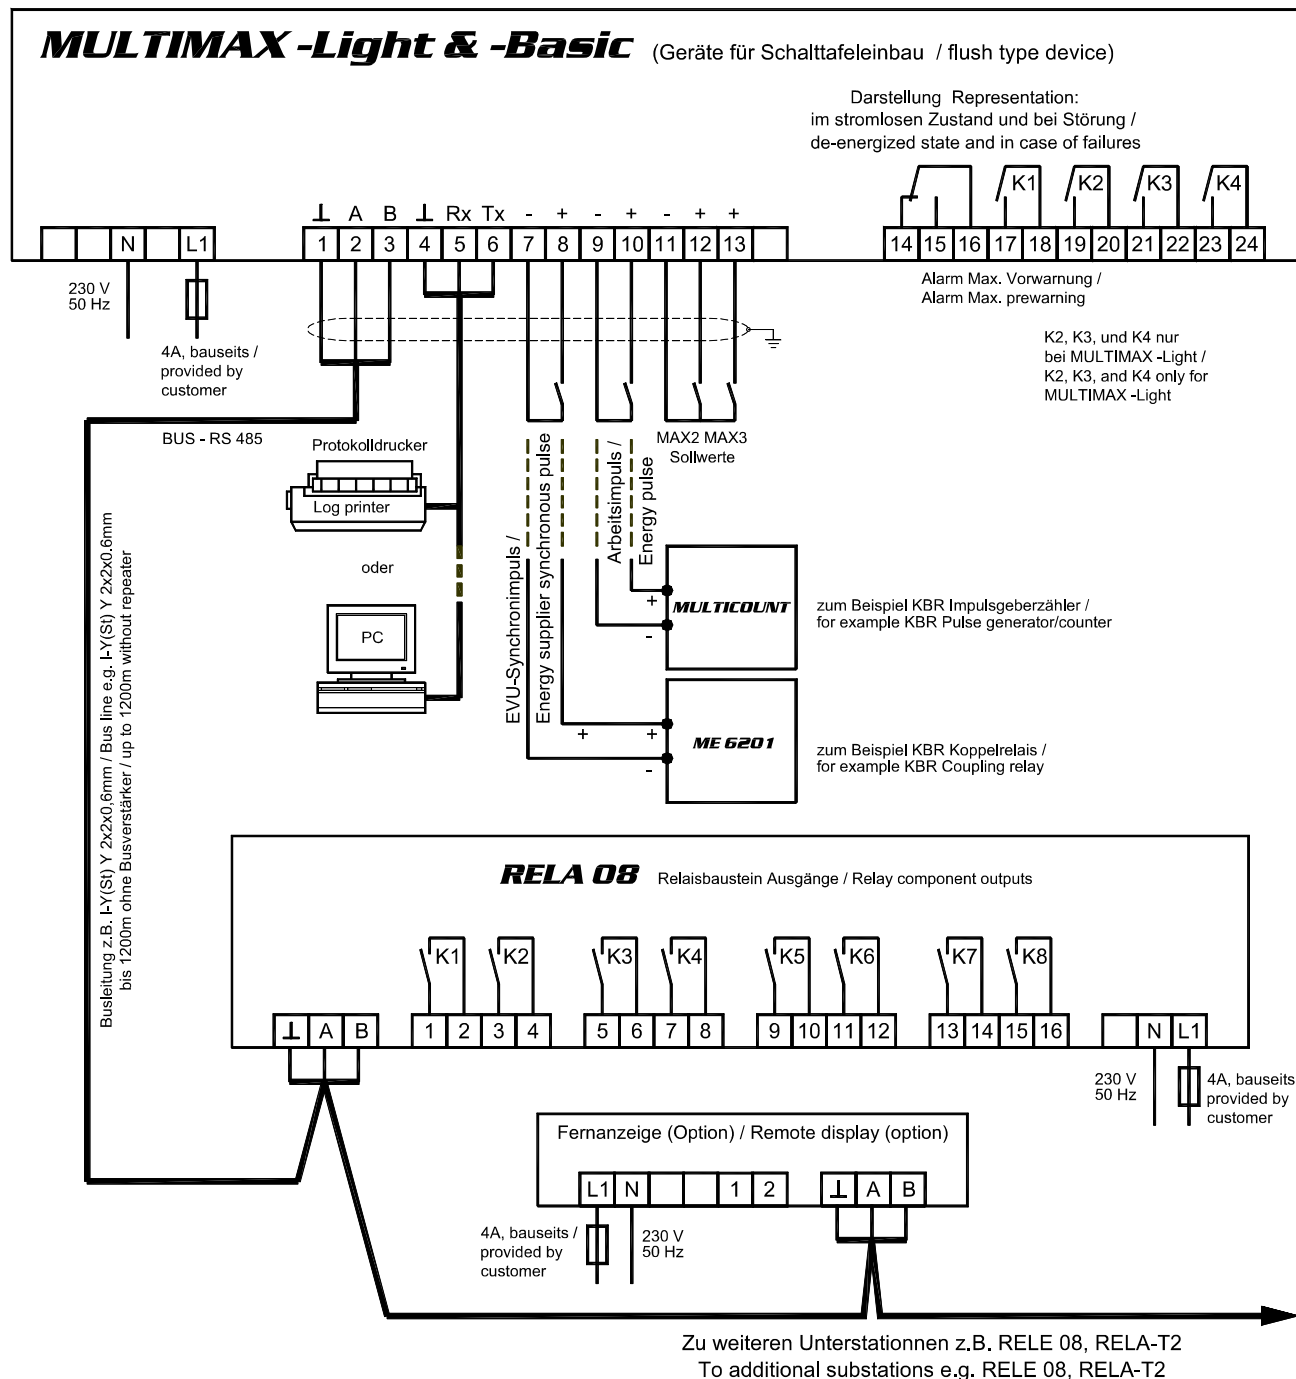 MULTIMAX -Light & -Basic (Geräte für Schalttafeleinbau / flush type device)
Darstellung Representation:
im stromlosen Zustand und bei Störung /
de-energized state and in case of failures
K1 K2 K3 K4
⊥ A B ⊥ Rx Tx - + - + - + +
N L1 1 2 3 4 5 6 7 8 9 10 11 12 13 14 15 16 17 18 19 20 21 22 23 24
230 V
50 Hz
4A, bauseits /
provided by
customer
Alarm Max. Vorwarnung /
Alarm Max. prewarning
K2, K3, und K4 nur
bei MULTIMAX -Light /
K2, K3, and K4 only for
MULTIMAX -Light
BUS - RS 485
Protokolldrucker
Log printer
oder
PC
MAX2 MAX3
Sollwerte
EVU-Synchronimpuls /
Energy supplier synchronous pulse
Arbeitsimpuls /
Energy pulse
+
MULTICOUNT
-
zum Beispiel KBR Impulsgeberzähler /
for example KBR Pulse generator/counter
+ +
ME 6201
-
zum Beispiel KBR Koppelrelais /
for example KBR Coupling relay
Busleitung z.B. I-Y(St) Y 2x2x0,6mm / Bus line e.g. I-Y(St) Y 2x2x0.6mm
bis 1200m ohne Busverstärker / up to 1200m without repeater
RELA 08 Relaisbaustein Ausgänge / Relay component outputs
K1 K2 K3 K4 K5 K6 K7 K8
⊥ A B 1 2 3 4 5 6 7 8 9 10 11 12 13 14 15 16 N L1
230 V
50 Hz
4A, bauseits
provided by
customer
Fernanzeige (Option) / Remote display (option)
L1 N 1 2 ⊥ A B
4A, bauseits /
provided by
customer
230 V
50 Hz
Zu weiteren Unterstationnen z.B. RELE 08, RELA-T2
To additional substations e.g. RELE 08, RELA-T2